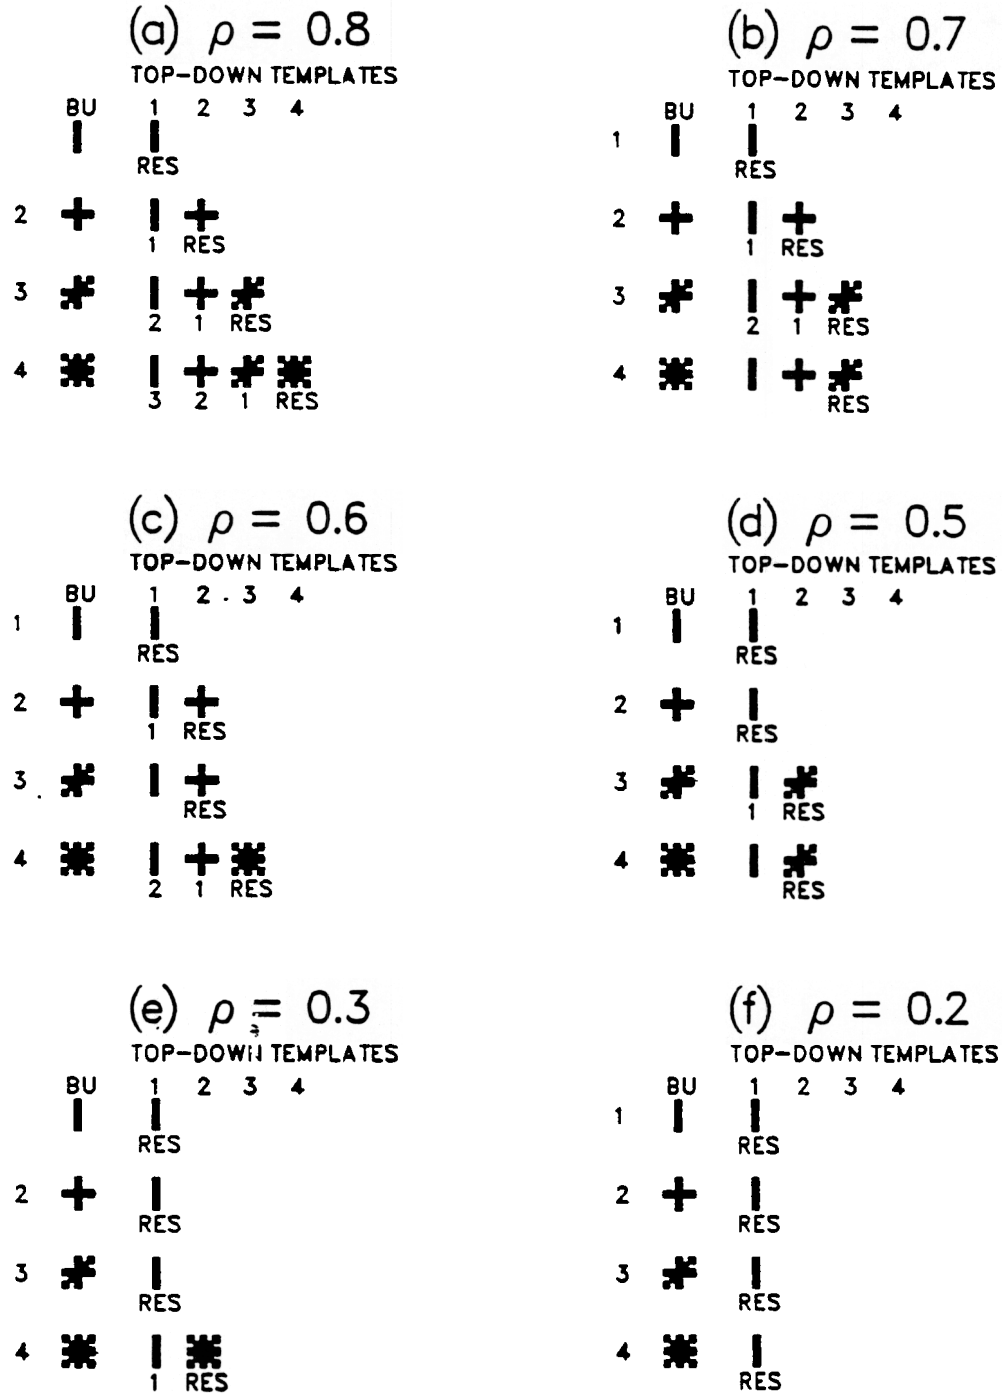 (a) ρ = 0.8
TOP-DOWN TEMPLATES
BU 1 2 3 4
RES
2
1 RES
3
2 1 RES
4
3 2 1 RES
(b) ρ = 0.7
TOP-DOWN TEMPLATES
BU 1 2 3 4
1
RES
2
1 RES
3
2 1 RES
4
RES
(c) ρ = 0.6
TOP-DOWN TEMPLATES
BU 1 2 3 4
1
RES
2
1 RES
3
RES
4
2 1 RES
(d) ρ = 0.5
TOP-DOWN TEMPLATES
BU 1 2 3 4
1
RES
2
RES
3
1 RES
4
RES
(e) ρ = 0.3
TOP-DOWN TEMPLATES
BU 1 2 3 4
RES
2
RES
3
RES
4
1 RES
(f) ρ = 0.2
TOP-DOWN TEMPLATES
BU 1 2 3 4
1
RES
2
RES
3
RES
4
RES